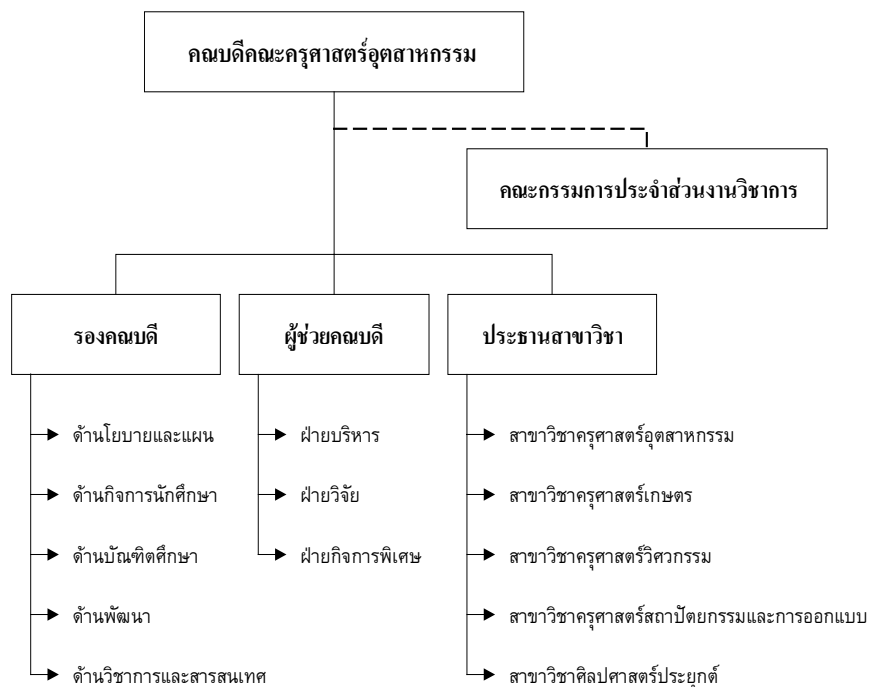 คณบดีคณะครุศาสตร์อุตสาหกรรม
คณะกรรมการประจำส่วนงานวิชาการ
รองคณบดี
ผู้ช่วยคณบดี
ประธานสาขาวิชา
ด้านโยบายและแผน
ด้านกิจการนักศึกษา
ด้านบัณฑิตศึกษา
ด้านพัฒนา
ด้านวิชาการและสารสนเทศ
ฝ่ายบริหาร
ฝ่ายวิจัย
ฝ่ายกิจการพิเศษ
สาขาวิชาครุศาสตร์อุตสาหกรรม
สาขาวิชาครุศาสตร์เกษตร
สาขาวิชาครุศาสตร์วิศวกรรม
สาขาวิชาครุศาสตร์สถาปัตยกรรมและการออกแบบ
สาขาวิชาศิลปศาสตร์ประยุกต์